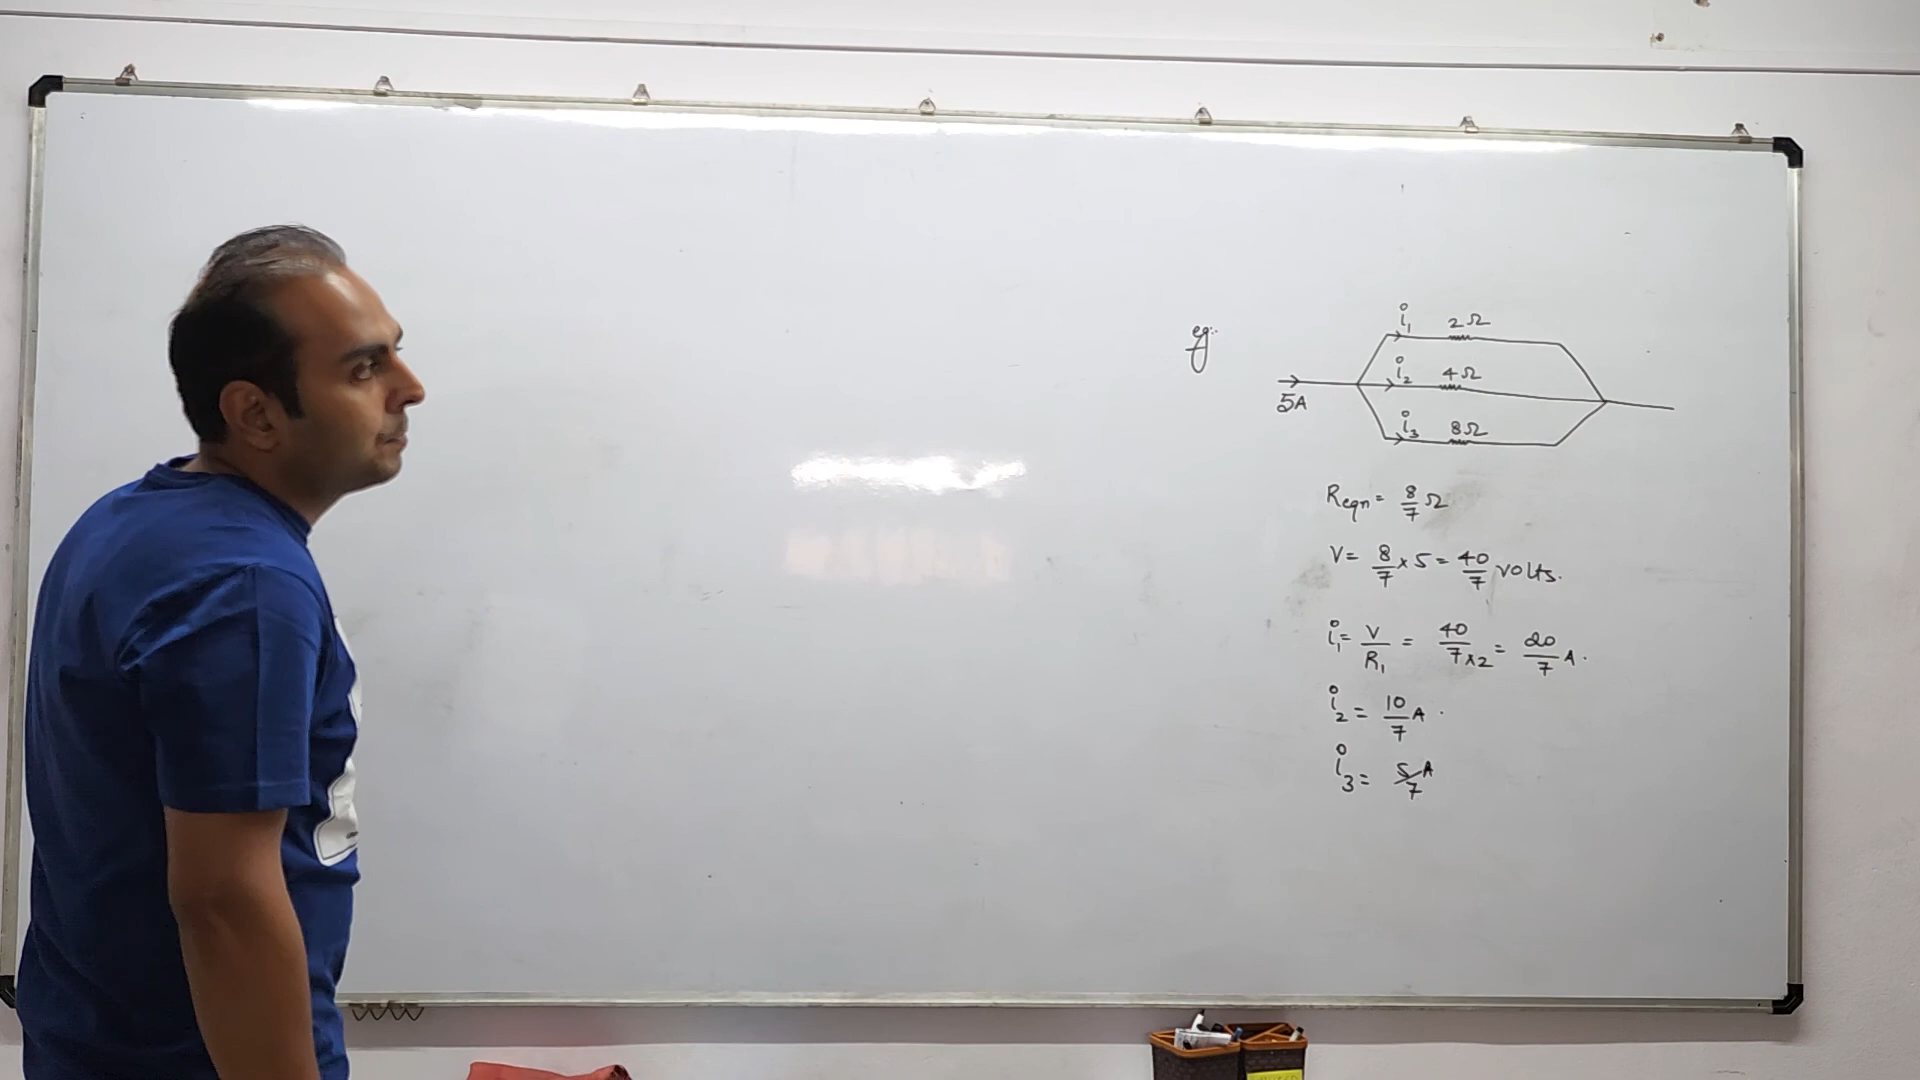 eg:-
i₁ 2Ω
i₂ 4Ω
5A
i₃ 8Ω
Reqn = 8/7 Ω
V = 8/7 x 5 = 40/7 volts.
i₁ = V/R₁ = 40/7x2 = 20/7 A.
i₂ = 10/7 A.
i₃ = 5/7 A